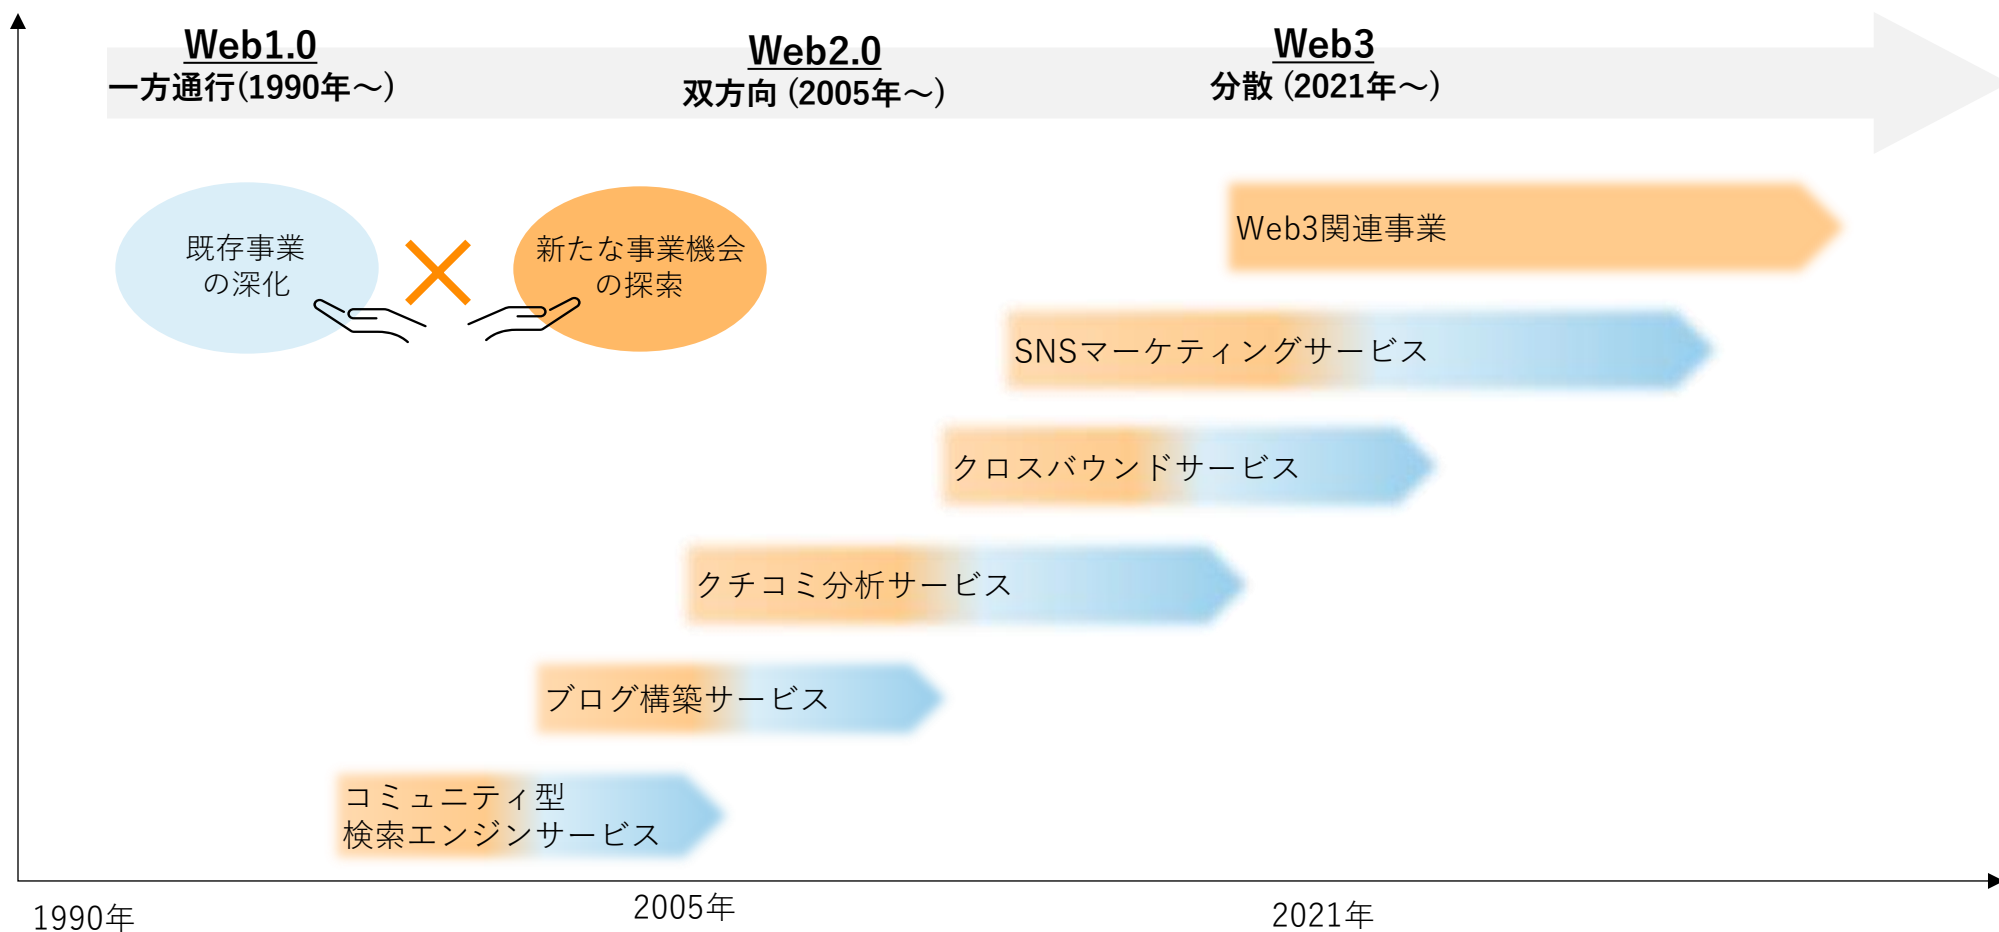 Web1.0
一方通行(1990年～)
Web2.0
双方向 (2005年～)
Web3
分散 (2021年～)
既存事業
の深化
新たな事業機会
の探索
Web3関連事業
SNSマーケティングサービス
クロスバウンドサービス
クチコミ分析サービス
ブログ構築サービス
コミュニティ型
検索エンジンサービス
1990年
2005年
2021年